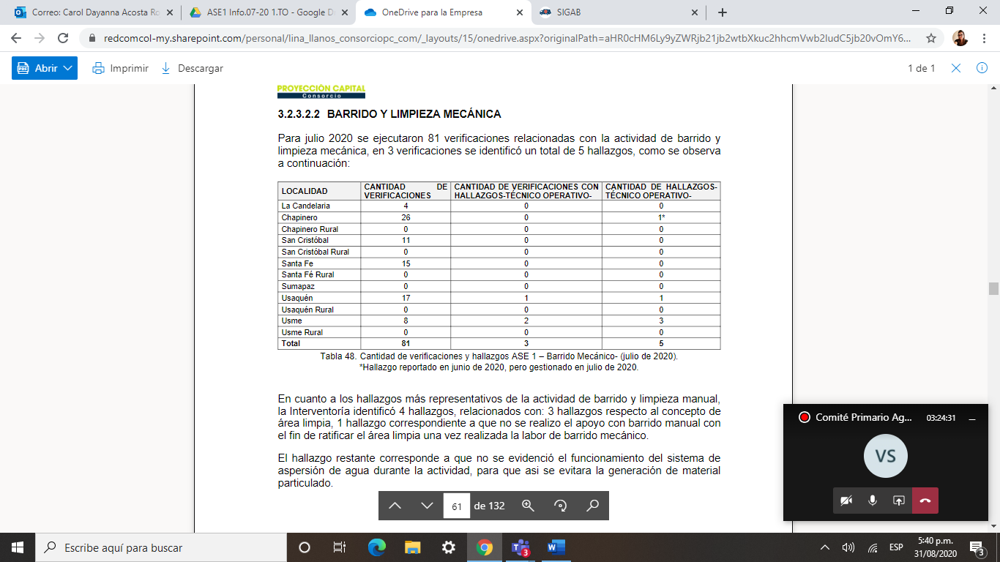 Correo: Carol Dayanna Acosta Ro
ASE1 Info.07-20 1.TO - Google D
OneDrive para la Empresa
SIGAB
redcomcol-my.sharepoint.com/personal/lina_llanos_consorciopc_com/_layouts/15/onedrive.aspx?originalPath=aHR0cHM6Ly9yZWRjb21jb2wtbXkuc2hhcmVwb2ludC5jb20vOmY6...
Abrir
Imprimir
Descargar
1 de 1
PROYECCIÓN CAPITAL
Consorcio
3.2.3.2.2 BARRIDO Y LIMPIEZA MECÁNICA
Para julio 2020 se ejecutaron 81 verificaciones relacionadas con la actividad de barrido y
limpieza mecánica, en 3 verificaciones se identificó un total de 5 hallazgos, como se observa
a continuación:
LOCALIDAD CANTIDAD DE VERIFICACIONES CANTIDAD DE VERIFICACIONES CON HALLAZGOS-TÉCNICO OPERATIVO- CANTIDAD DE HALLAZGOS-TÉCNICO OPERATIVO-
La Candelaria 4 0 0
Chapinero 26 0 1*
Chapinero Rural 0 0 0
San Cristóbal 11 0 0
San Cristóbal Rural 0 0 0
Santa Fe 15 0 0
Santa Fé Rural 0 0 0
Sumapaz 0 0 0
Usaquén 17 1 1
Usaquén Rural 0 0 0
Usme 8 2 3
Usme Rural 0 0 0
Total 81 3 5
Tabla 48. Cantidad de verificaciones y hallazgos ASE 1 – Barrido Mecánico- (julio de 2020).
*Hallazgo reportado en junio de 2020, pero gestionado en julio de 2020.
En cuanto a los hallazgos más representativos de la actividad de barrido y limpieza manual,
la Interventoría identificó 4 hallazgos, relacionados con: 3 hallazgos respecto al concepto de
área limpia, 1 hallazgo correspondiente a que no se realizo el apoyo con barrido manual con
el fin de ratificar el área limpia una vez realizada la labor de barrido mecánico.
El hallazgo restante corresponde a que no se evidenció el funcionamiento del sistema de
aspersión de agua durante la actividad, para que asi se evitara la generación de material
particulado.
61 de 132
Comité Primario Ag...
03:24:31
VS
Escribe aquí para buscar
3
ESP
5:40 p.m.
31/08/2020
3